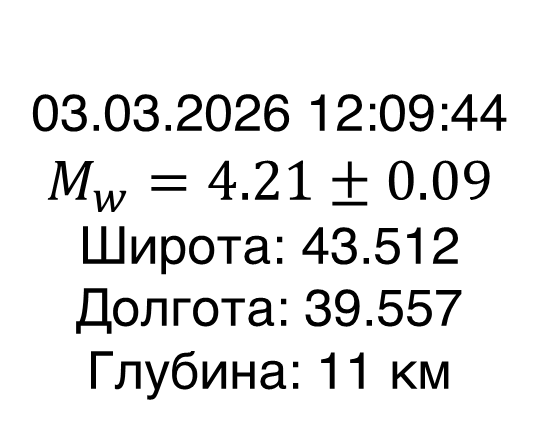 03.03.2026 12:09:44
M_w = 4.21 ± 0.09
Широта: 43.512
Долгота: 39.557
Глубина: 11 км